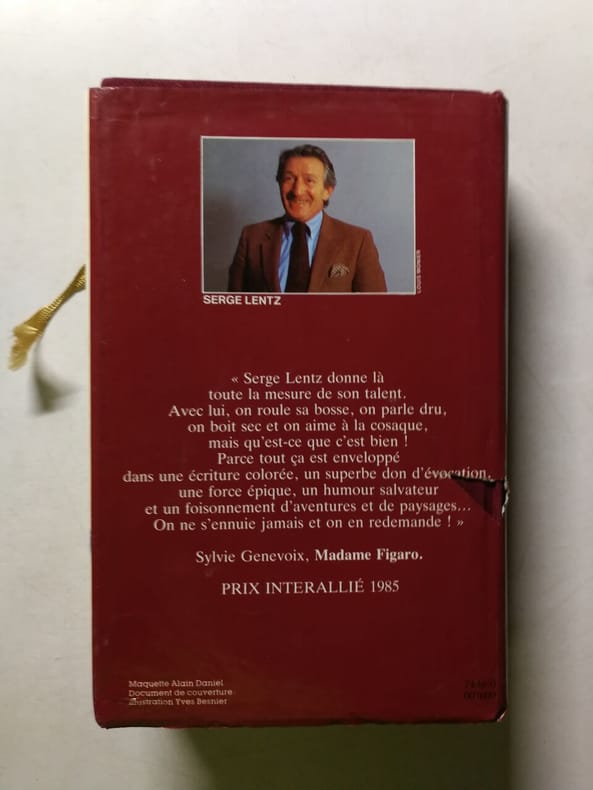 LOUIS MONIER
SERGE LENTZ
« Serge Lentz donne là
toute la mesure de son talent.
Avec lui, on roule sa bosse, on parle dru,
on boit sec et on aime à la cosaque,
mais qu'est-ce que c'est bien !
Parce tout ça est enveloppé
dans une écriture colorée, un superbe don d'évocation,
une force épique, un humour salvateur
et un foisonnement d'aventures et de paysages...
On ne s'ennuie jamais et on en redemande ! »
Sylvie Genevoix, Madame Figaro.
PRIX INTERALLIÉ 1985
Maquette Alain Daniel
Document de couverture :
illustration Yves Besnier